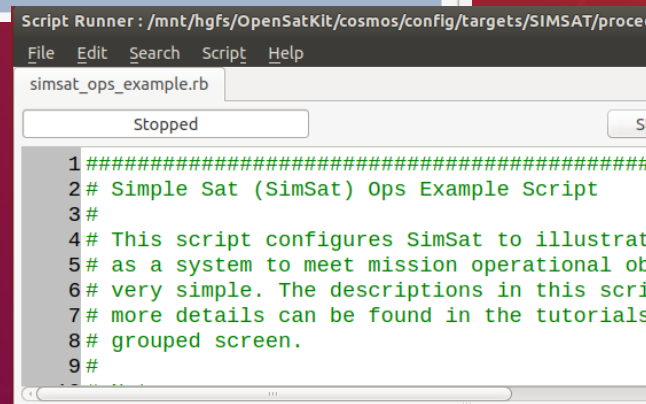 Script Runner : /mnt/hgfs/OpenSatKit/cosmos/config/targets/SIMSAT/proce
File Edit Search Script Help
simsat_ops_example.rb
Stopped S
1 ############################################
2 # Simple Sat (SimSat) Ops Example Script
3 #
4 # This script configures SimSat to illustrat
5 # as a system to meet mission operational ob
6 # very simple. The descriptions in this scri
7 # more details can be found in the tutorials
8 # grouped screen.
9 #